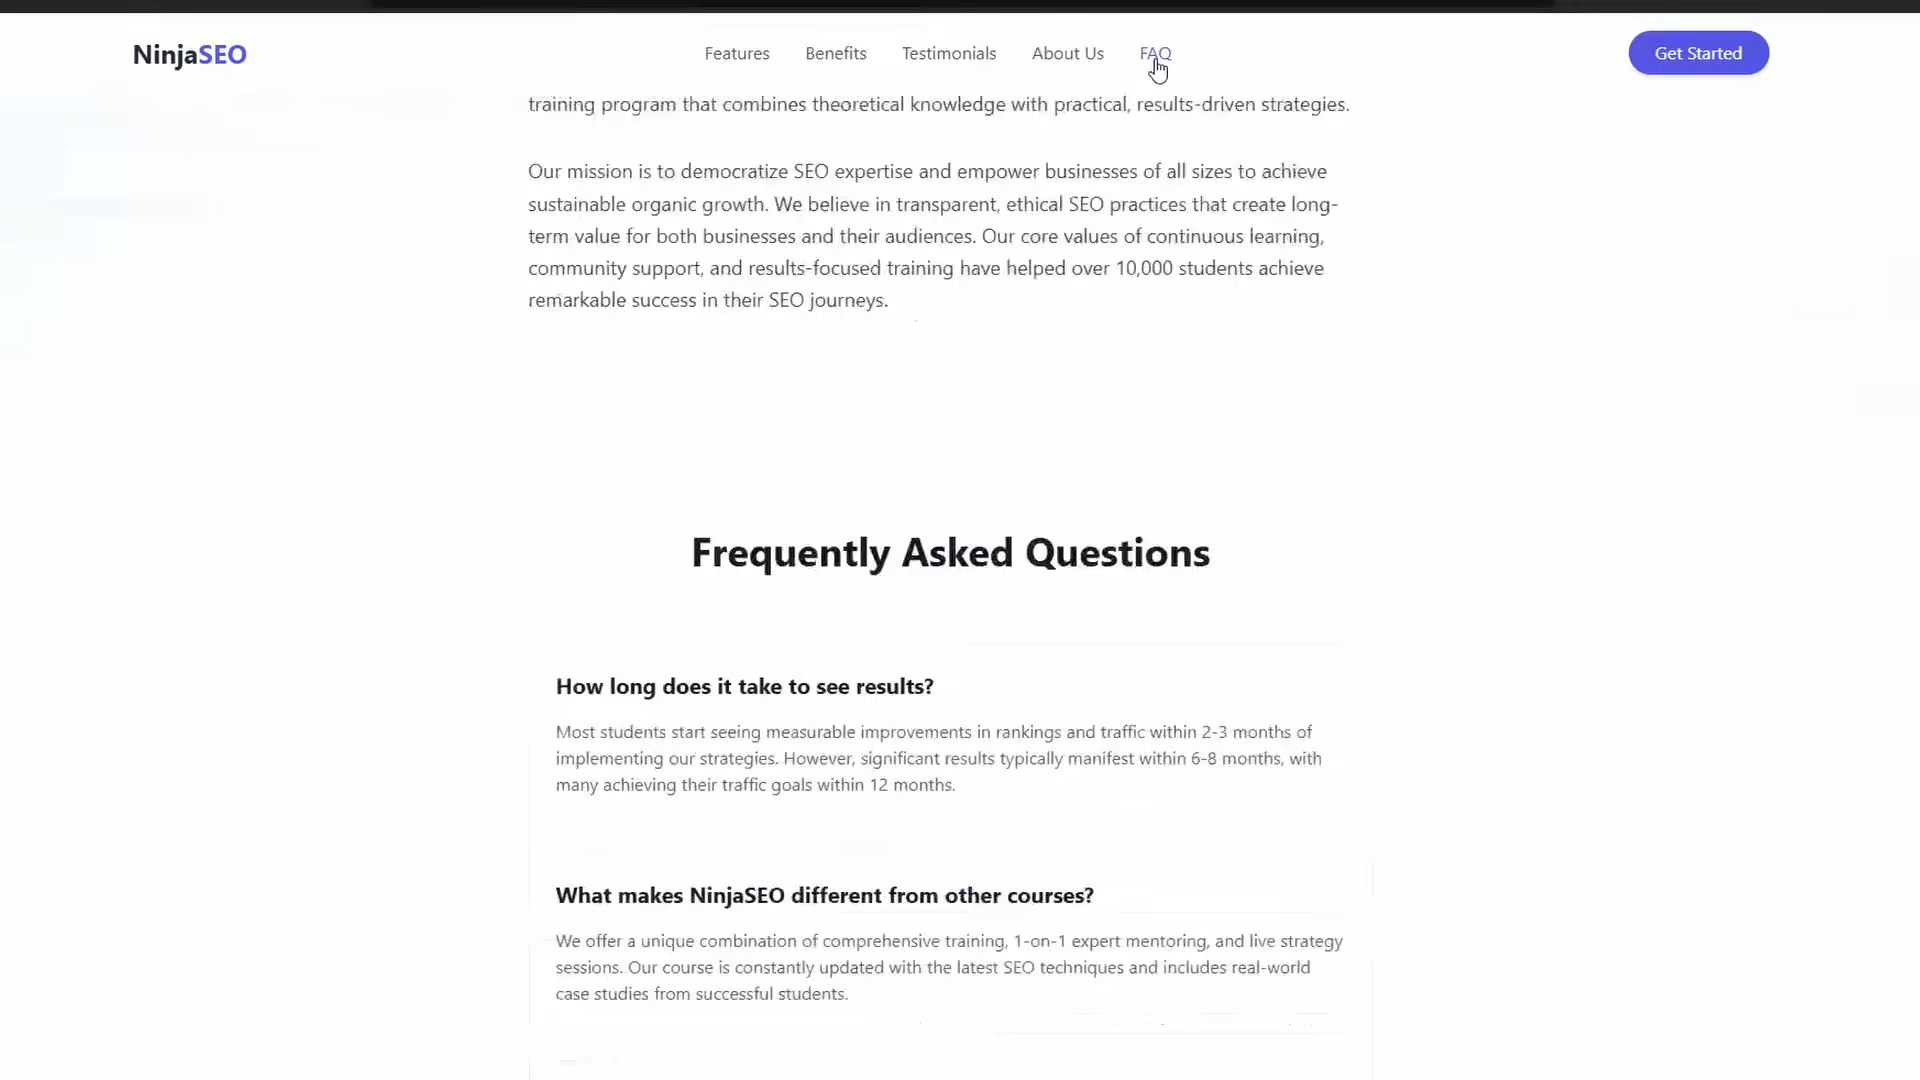 NinjaSEO
Features
Benefits
Testimonials
About Us
FAQ
Get Started
training program that combines theoretical knowledge with practical, results-driven strategies.
Our mission is to democratize SEO expertise and empower businesses of all sizes to achieve
sustainable organic growth. We believe in transparent, ethical SEO practices that create long-
term value for both businesses and their audiences. Our core values of continuous learning,
community support, and results-focused training have helped over 10,000 students achieve
remarkable success in their SEO journeys.
Frequently Asked Questions
How long does it take to see results?
Most students start seeing measurable improvements in rankings and traffic within 2-3 months of
implementing our strategies. However, significant results typically manifest within 6-8 months, with
many achieving their traffic goals within 12 months.
What makes NinjaSEO different from other courses?
We offer a unique combination of comprehensive training, 1-on-1 expert mentoring, and live strategy
sessions. Our course is constantly updated with the latest SEO techniques and includes real-world
case studies from successful students.